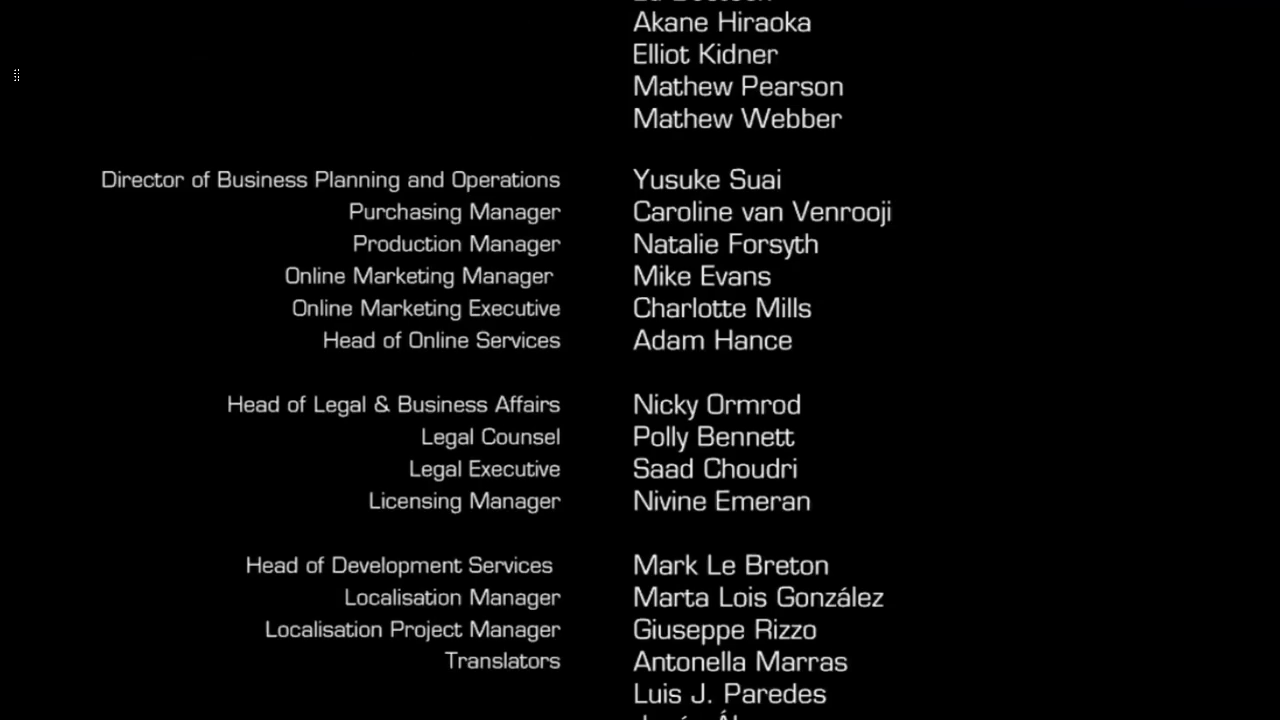 Akane Hiraoka
Elliot Kidner
Mathew Pearson
Mathew Webber
Director of Business Planning and Operations Yusuke Suai
Purchasing Manager Caroline van Venrooji
Production Manager Natalie Forsyth
Online Marketing Manager Mike Evans
Online Marketing Executive Charlotte Mills
Head of Online Services Adam Hance
Head of Legal & Business Affairs Nicky Ormrod
Legal Counsel Polly Bennett
Legal Executive Saad Choudri
Licensing Manager Nivine Emeran
Head of Development Services Mark Le Breton
Localisation Manager Marta Lois González
Localisation Project Manager Giuseppe Rizzo
Translators Antonella Marras
Luis J. Paredes